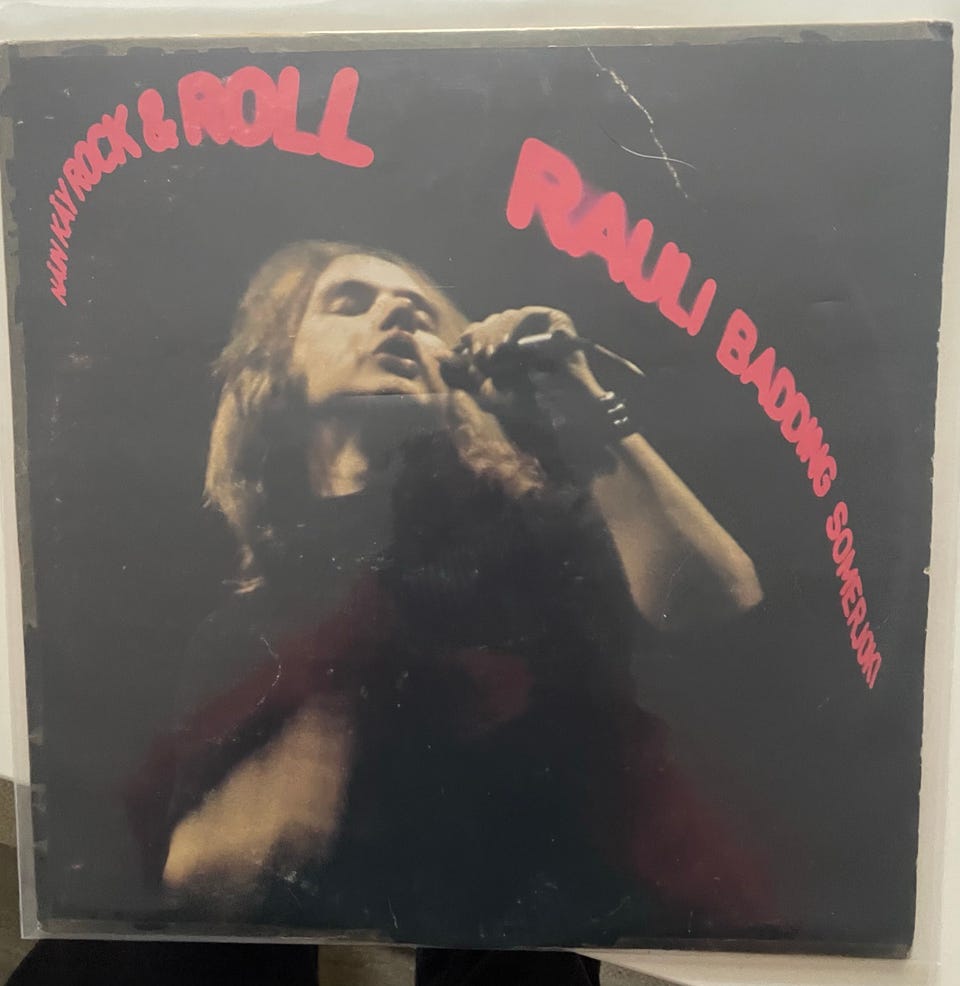 NÄIN KÄY ROCK & ROLL
RAULI BADDING SOMERJOKI